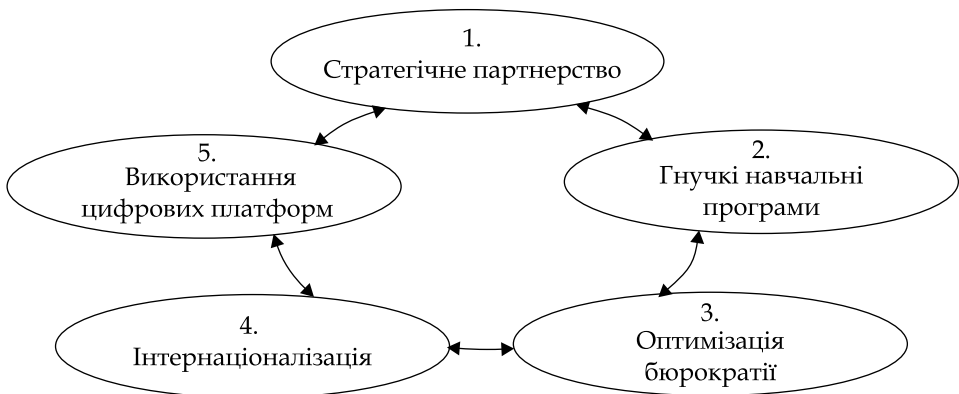 1.
Стратегічне партнерство
2.
Гнучкі навчальні
програми
3.
Оптимізація
бюрократії
4.
Інтернаціоналізація
5.
Використання
цифрових платформ